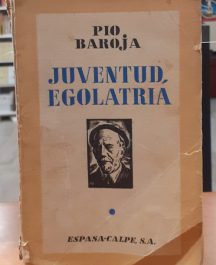 PIO
BAROJA
JUVENTUD,
EGOLATRIA
ESPASA-CALPE, S.A.